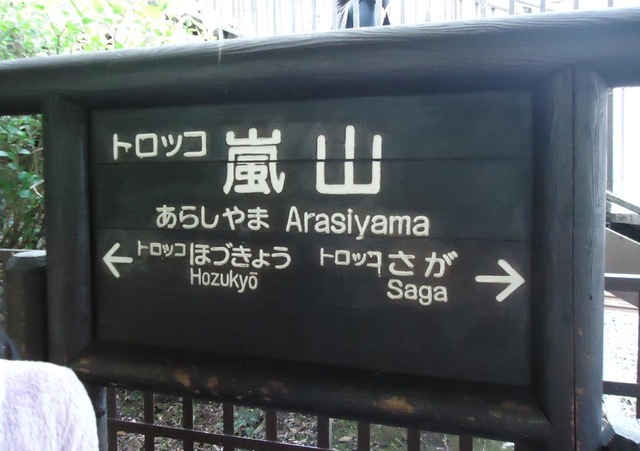 トロッコ 嵐山
あらしやま Arasiyama
← トロッコ ほづきょう トロッコ さが →
Hozukyō Saga